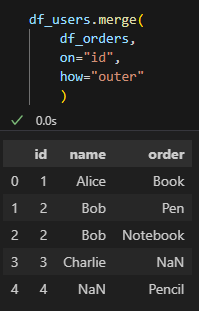 df_users.merge(
df_orders,
on="id",
how="outer"
)
0.0s
id name order
0 1 Alice Book
1 2 Bob Pen
2 2 Bob Notebook
3 3 Charlie NaN
4 4 NaN Pencil